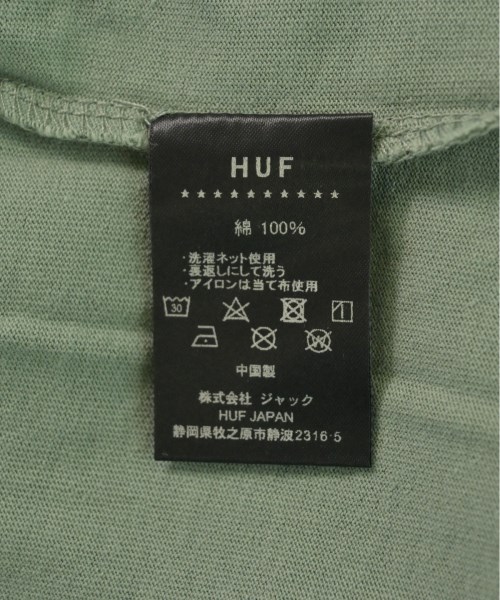 HUF
★★★★★★★★★★
綿 100%
・洗濯ネット使用
・裏返しにして洗う
・アイロンは当て布使用
30
W
中国製
株式会社 ジャック
HUF JAPAN
静岡県牧之原市静波2316-5